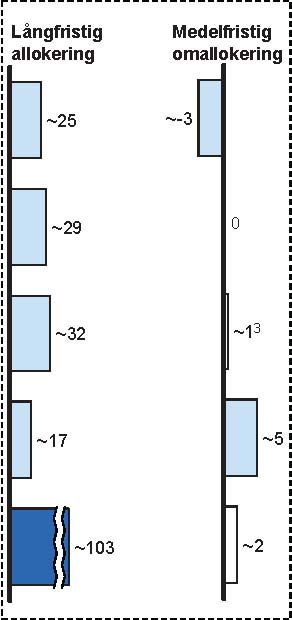 Långfristig Medelfristig
allokering omallokering
~25 ~-3
~29 0
~32 ~1³
~17 ~5
~103 ~2